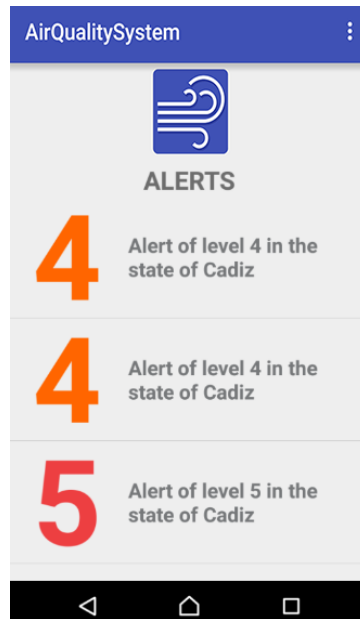 AirQualitySystem
ALERTS
4
Alert of level 4 in the
state of Cadiz
4
Alert of level 4 in the
state of Cadiz
5
Alert of level 5 in the
state of Cadiz